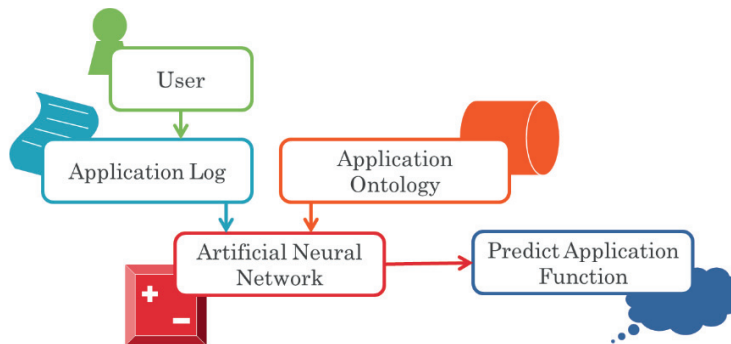 User
Application Log
Application
Ontology
Artificial Neural
Network
Predict Application
Function
+
−